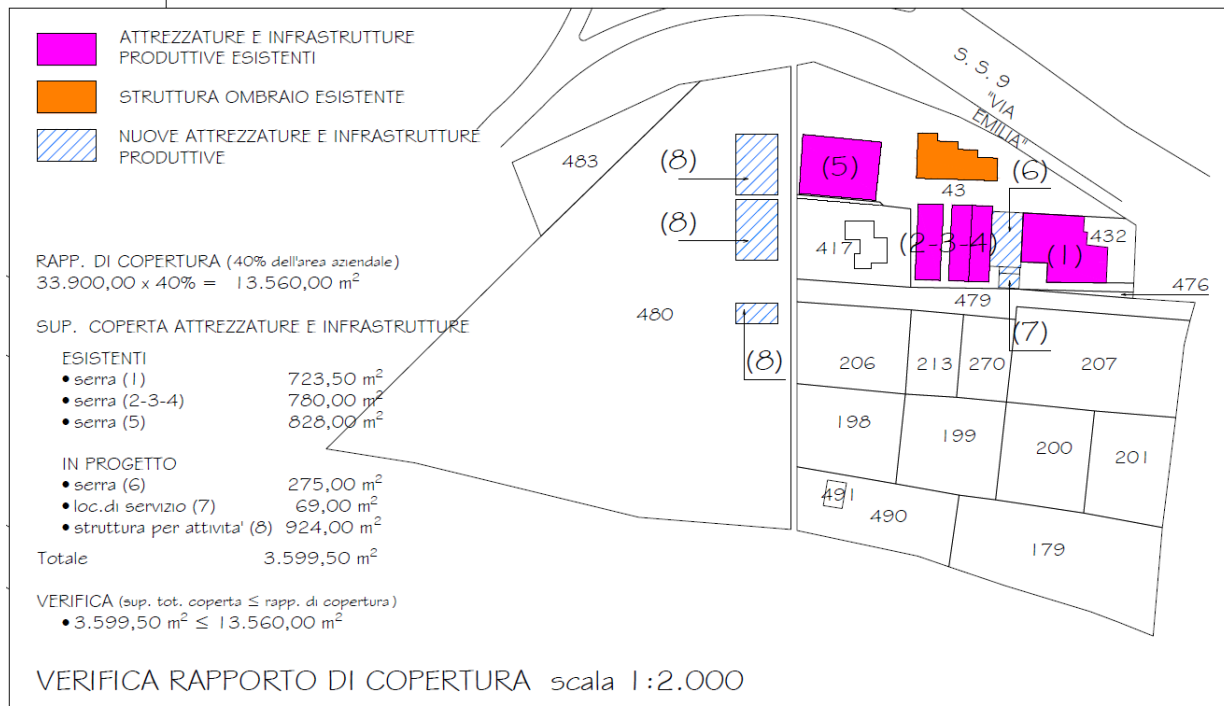 ATTREZZATURE E INFRASTRUTTURE
PRODUTTIVE ESISTENTI
STRUTTURA OMBRAIO ESISTENTE
NUOVE ATTREZZATURE E INFRASTRUTTURE
PRODUTTIVE
RAPP. DI COPERTURA (40% dell'area aziendale)
33.900,00 x 40% = 13.560,00 m²
SUP. COPERTA ATTREZZATURE E INFRASTRUTTURE
ESISTENTI
• serra (1) 723,50 m²
• serra (2-3-4) 780,00 m²
• serra (5) 828,00 m²
IN PROGETTO
• serra (6) 275,00 m²
• loc.di servizio (7) 69,00 m²
• struttura per attivita' (8) 924,00 m²
Totale 3.599,50 m²
VERIFICA (sup. tot. coperta ≤ rapp. di copertura)
• 3.599,50 m² ≤ 13.560,00 m²
VERIFICA RAPPORTO DI COPERTURA scala 1:2.000
S. S. 9
"VIA
EMILIA"
483
(8)
(5)
(6)
43
(8)
417
(2-3-4)
(1)
432
476
480
479
(8)
(7)
206
213
270
207
198
199
200
201
491
490
179